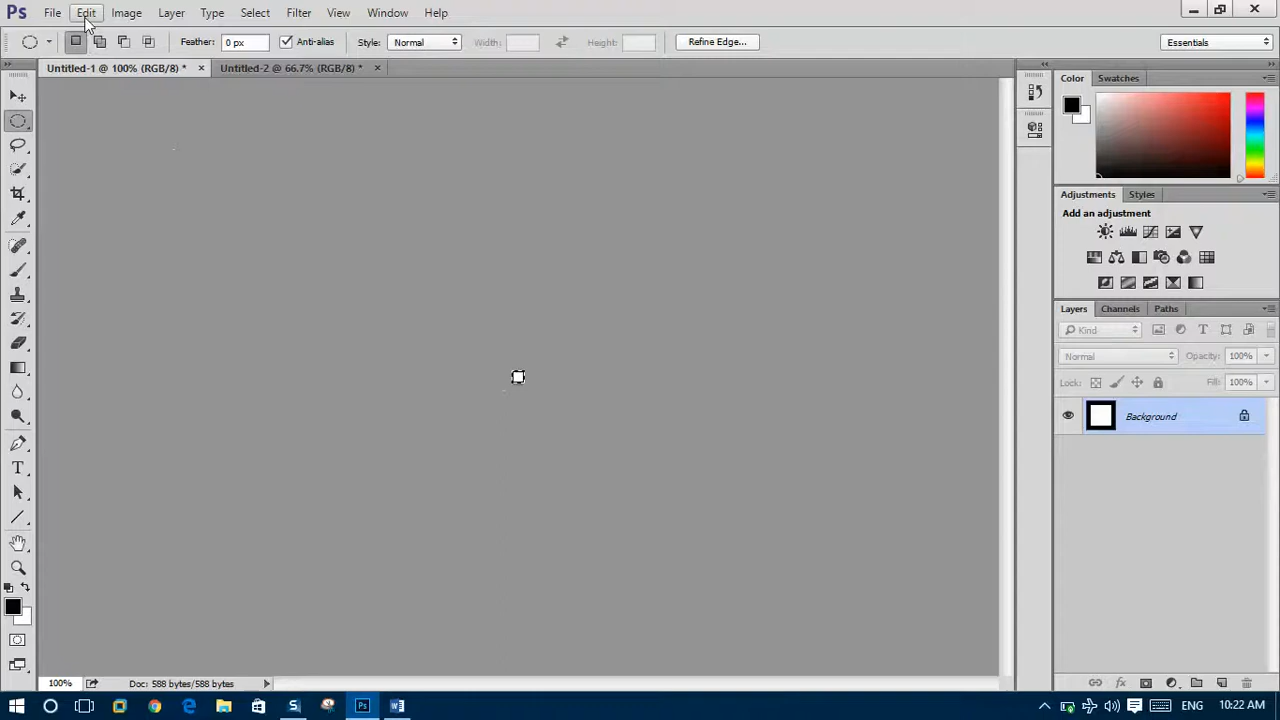 Ps File Edit Image Layer Type Select Filter View Window Help
Feather: 0 px Anti-alias Style: Normal Width: Height: Refine Edge... Essentials
Untitled-1 @ 100% (RGB/8) * × Untitled-2 @ 66.7% (RGB/8) * ×
Color Swatches
Adjustments Styles
Add an adjustment
Layers Channels Paths
Kind T
Normal Opacity: 100%
Lock: Fill: 100%
Background
T
fx
100% Doc: 588 bytes/588 bytes
S Ps W ENG 10:22 AM